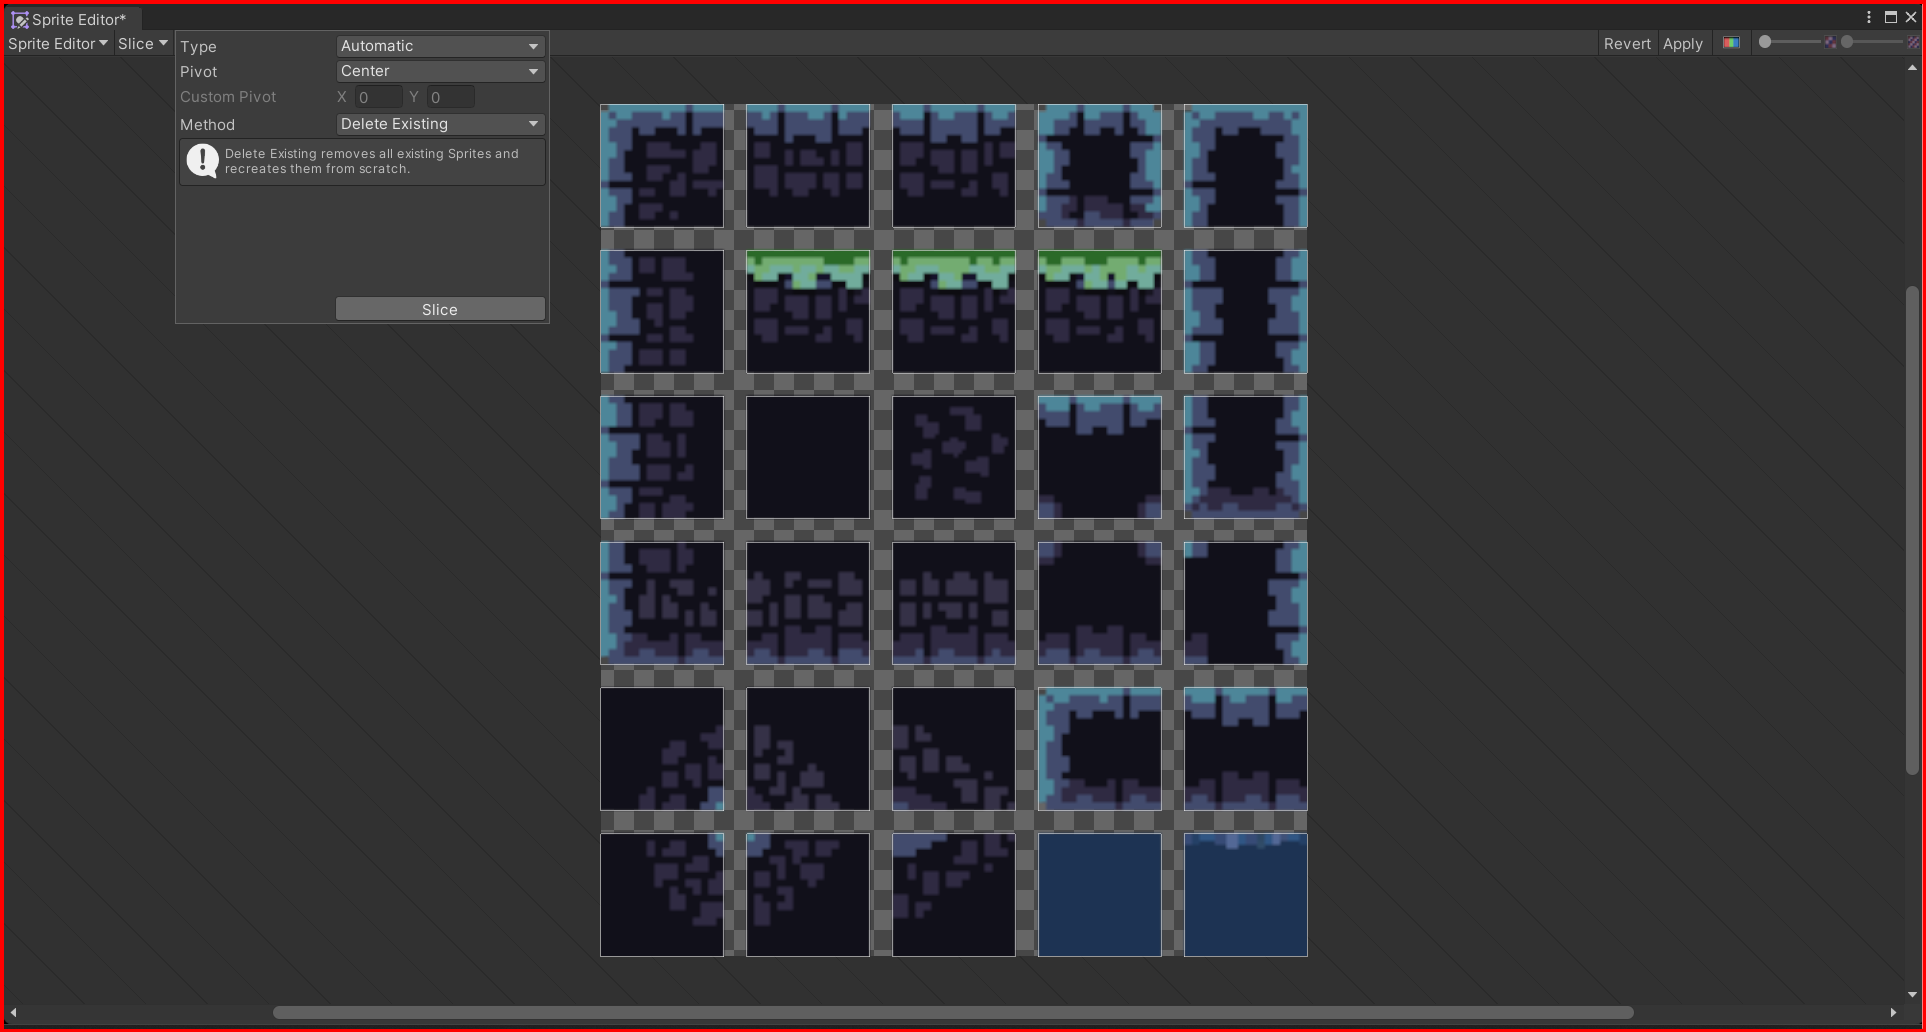 Sprite Editor*
Sprite Editor Slice Revert Apply
Type Automatic
Pivot Center
Custom Pivot X 0 Y 0
Method Delete Existing
Delete Existing removes all existing Sprites and
recreates them from scratch.
Slice